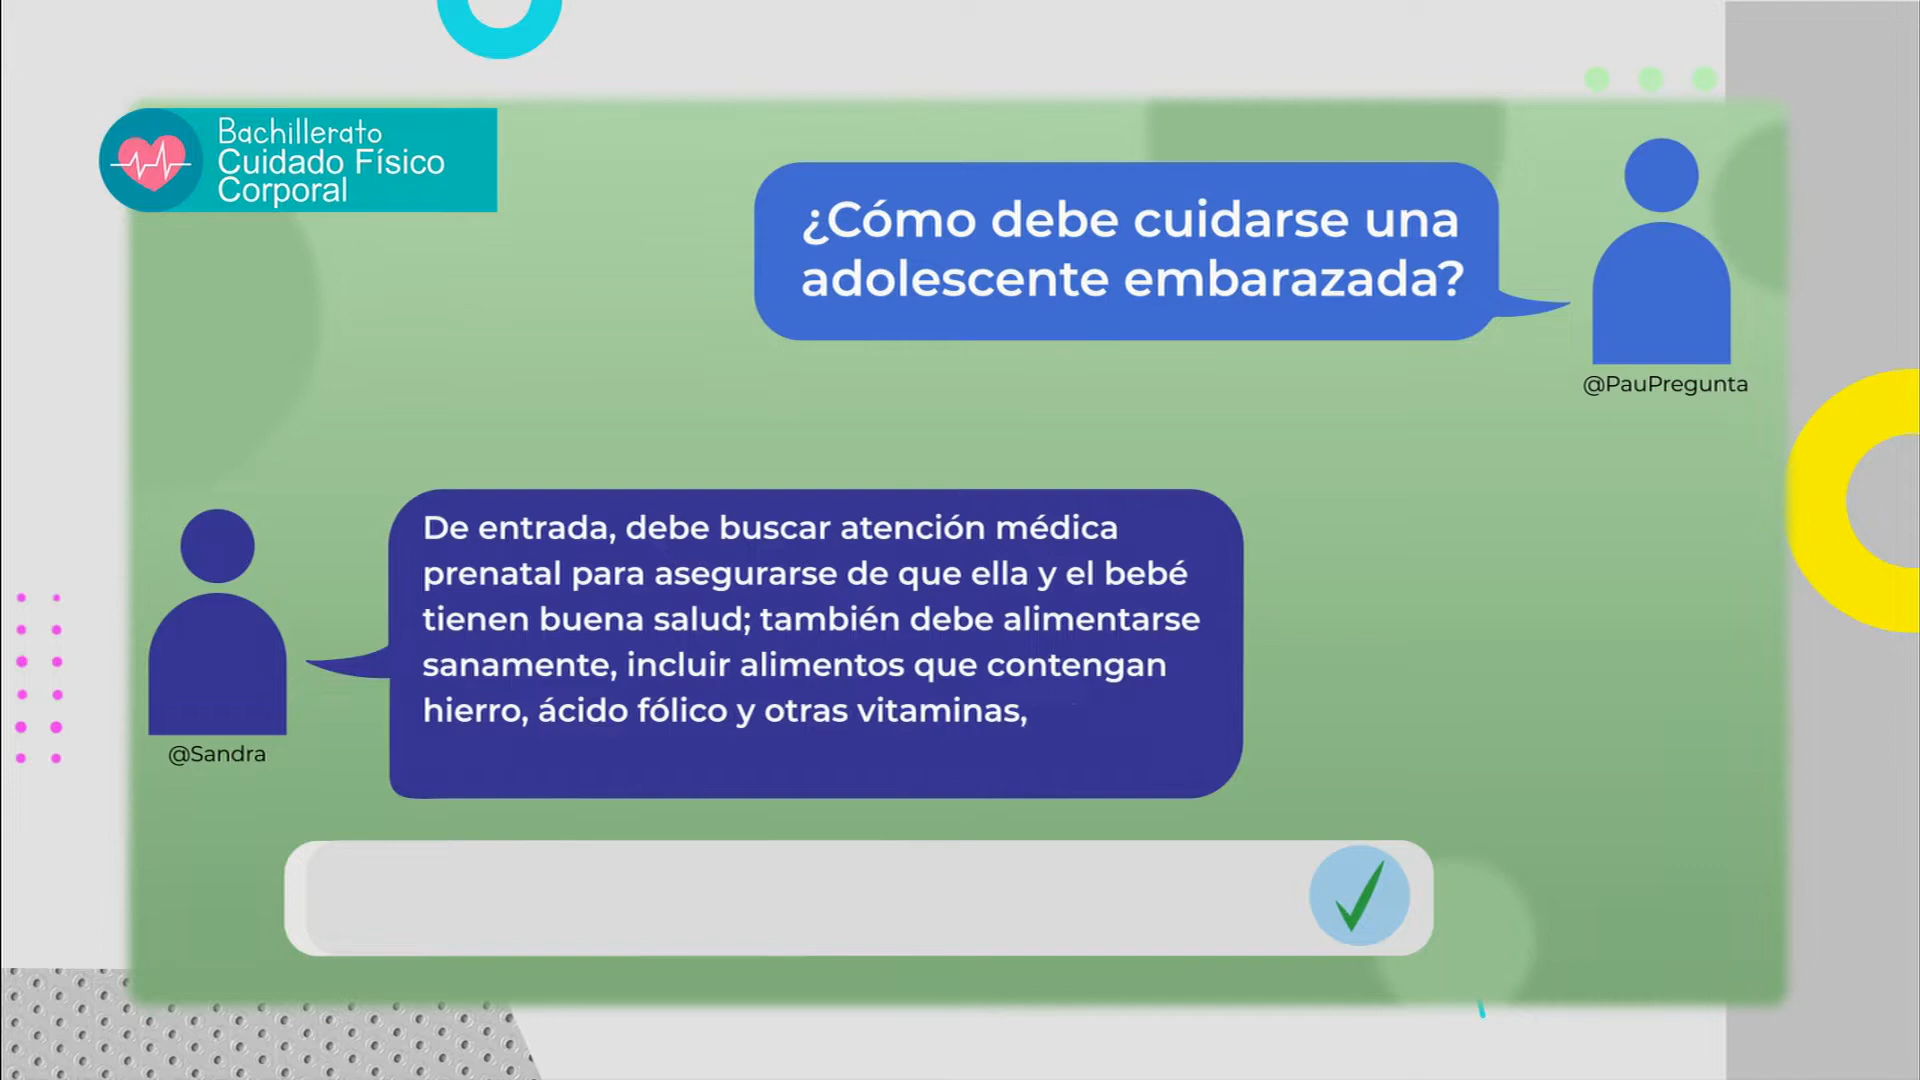 Bachillerato
Cuidado Físico
Corporal
¿Cómo debe cuidarse una
adolescente embarazada?
@PauPregunta
De entrada, debe buscar atención médica
prenatal para asegurarse de que ella y el bebé
tienen buena salud; también debe alimentarse
sanamente, incluir alimentos que contengan
hierro, ácido fólico y otras vitaminas,
@Sandra